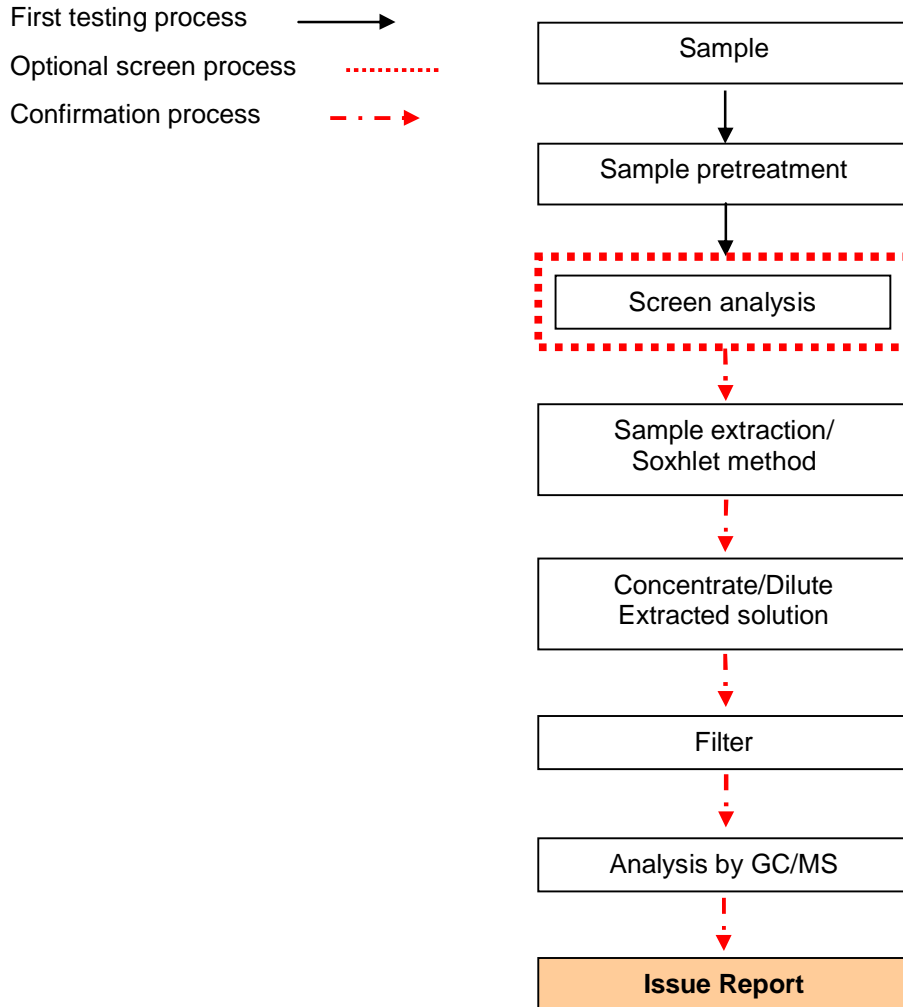 First testing process
Optional screen process
Confirmation process
Sample
Sample pretreatment
Screen analysis
Sample extraction/
Soxhlet method
Concentrate/Dilute
Extracted solution
Filter
Analysis by GC/MS
Issue Report